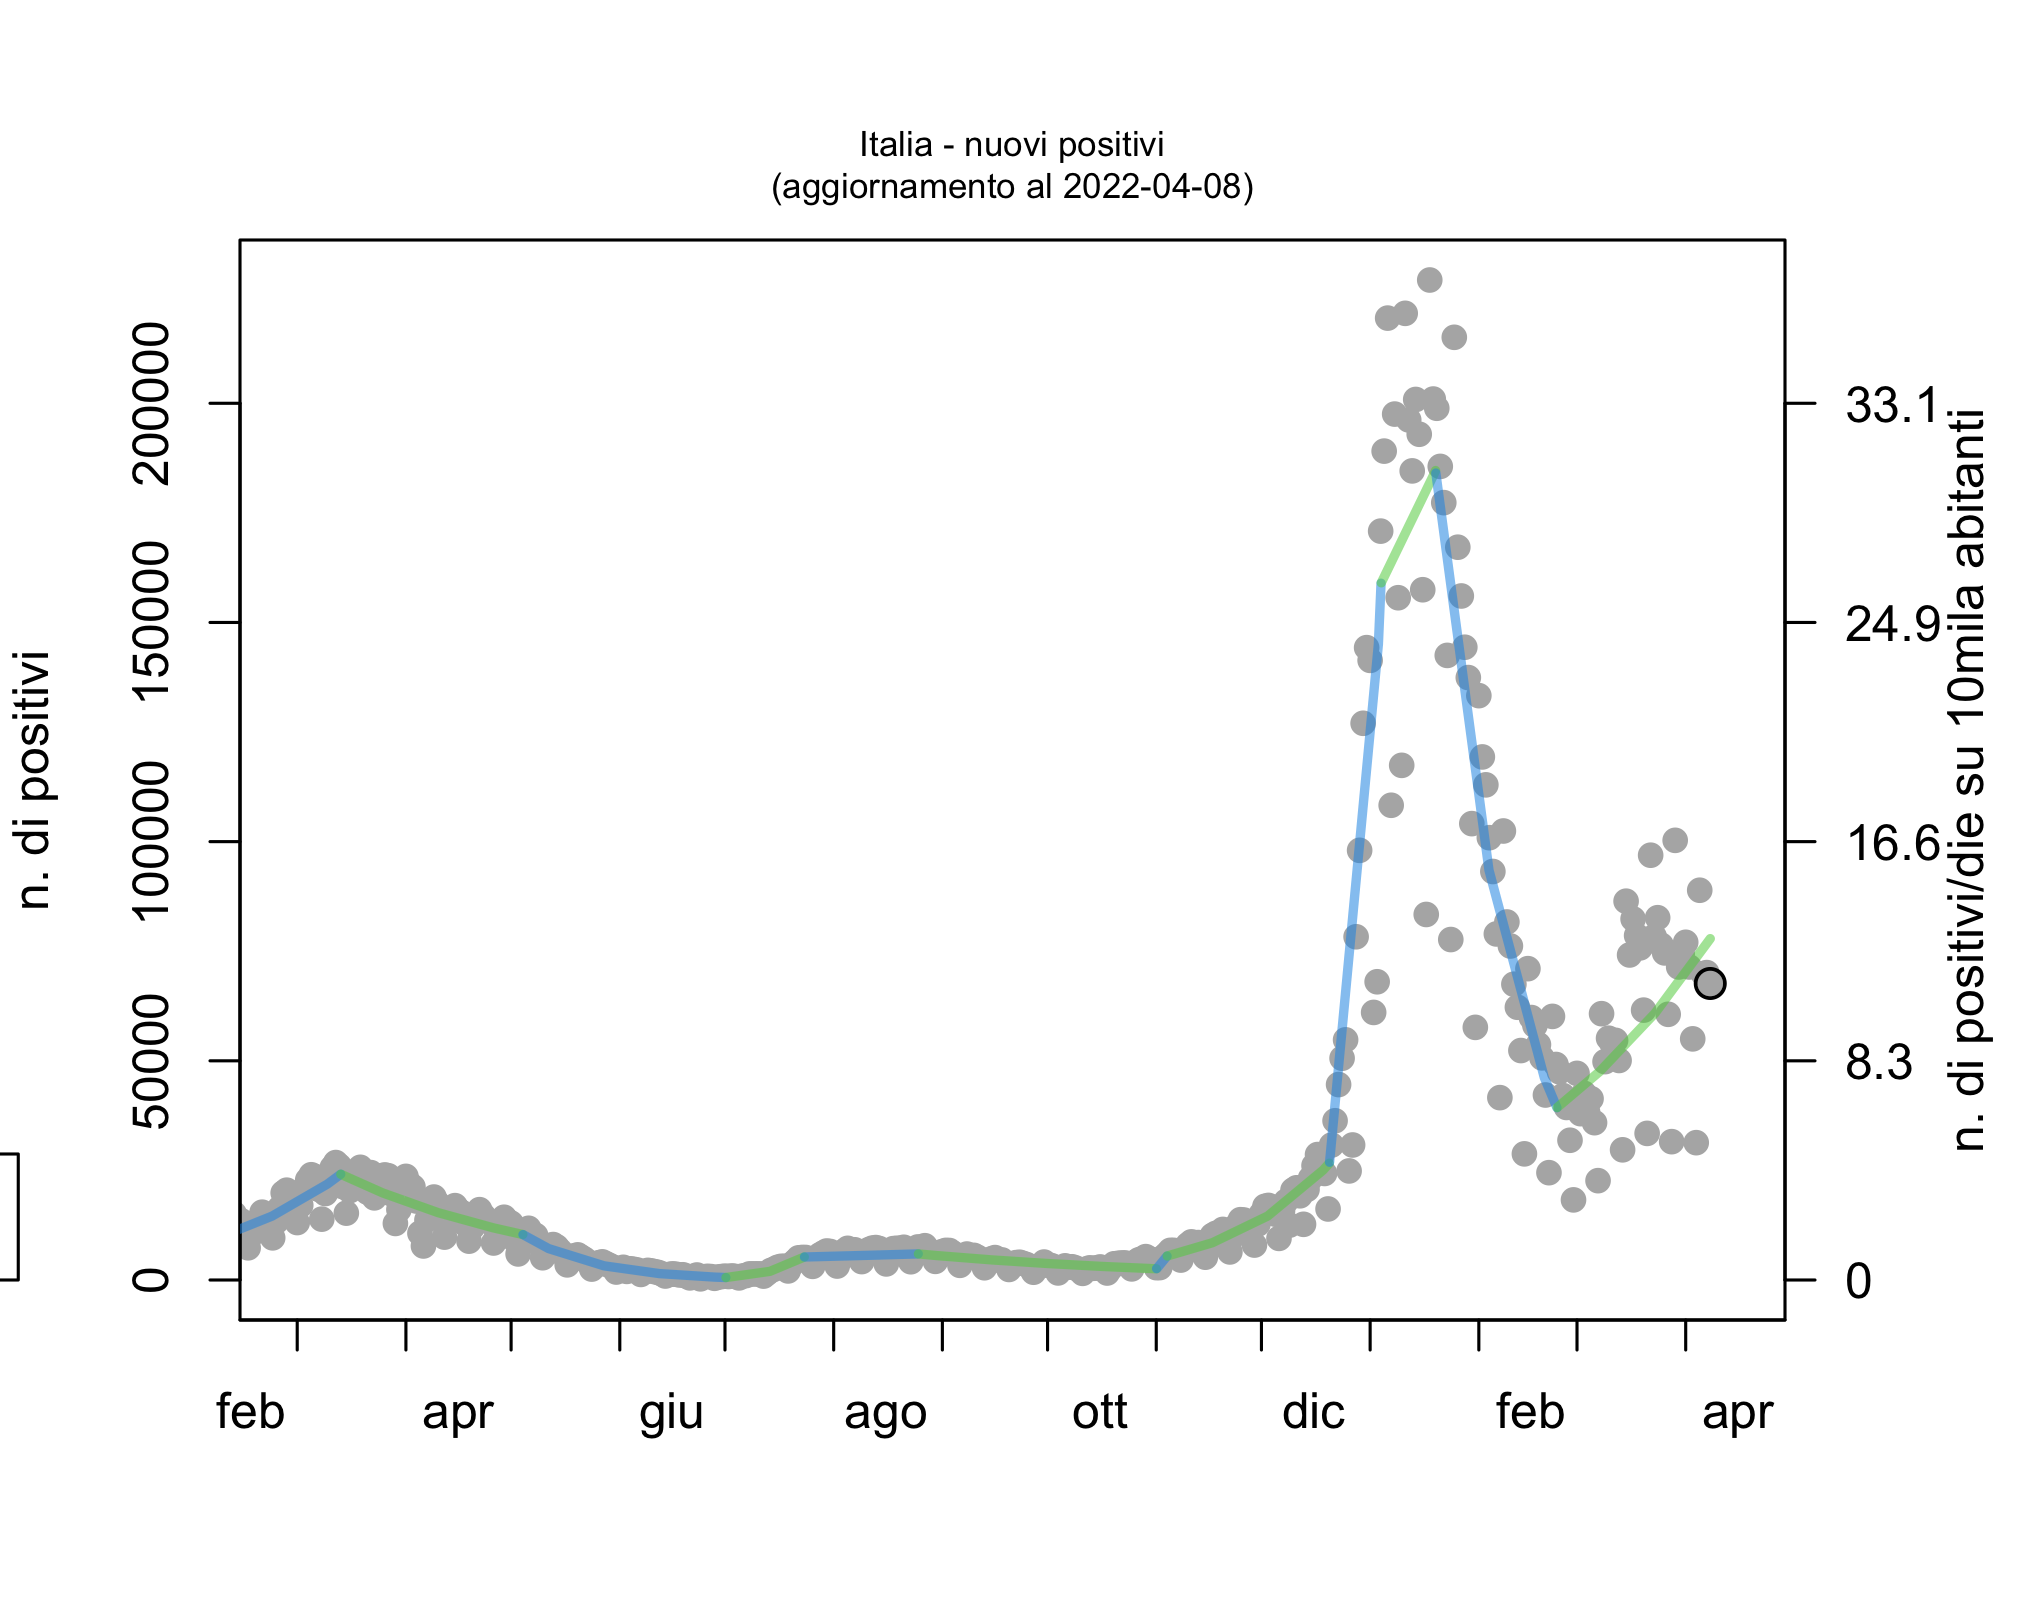 Italia - nuovi positivi
(aggiornamento al 2022-04-08)
n. di positivi
200000
150000
100000
50000
0
33.1
24.9
16.6
8.3
0
n. di positivi/die su 10mila abitanti
feb apr giu ago ott dic feb apr